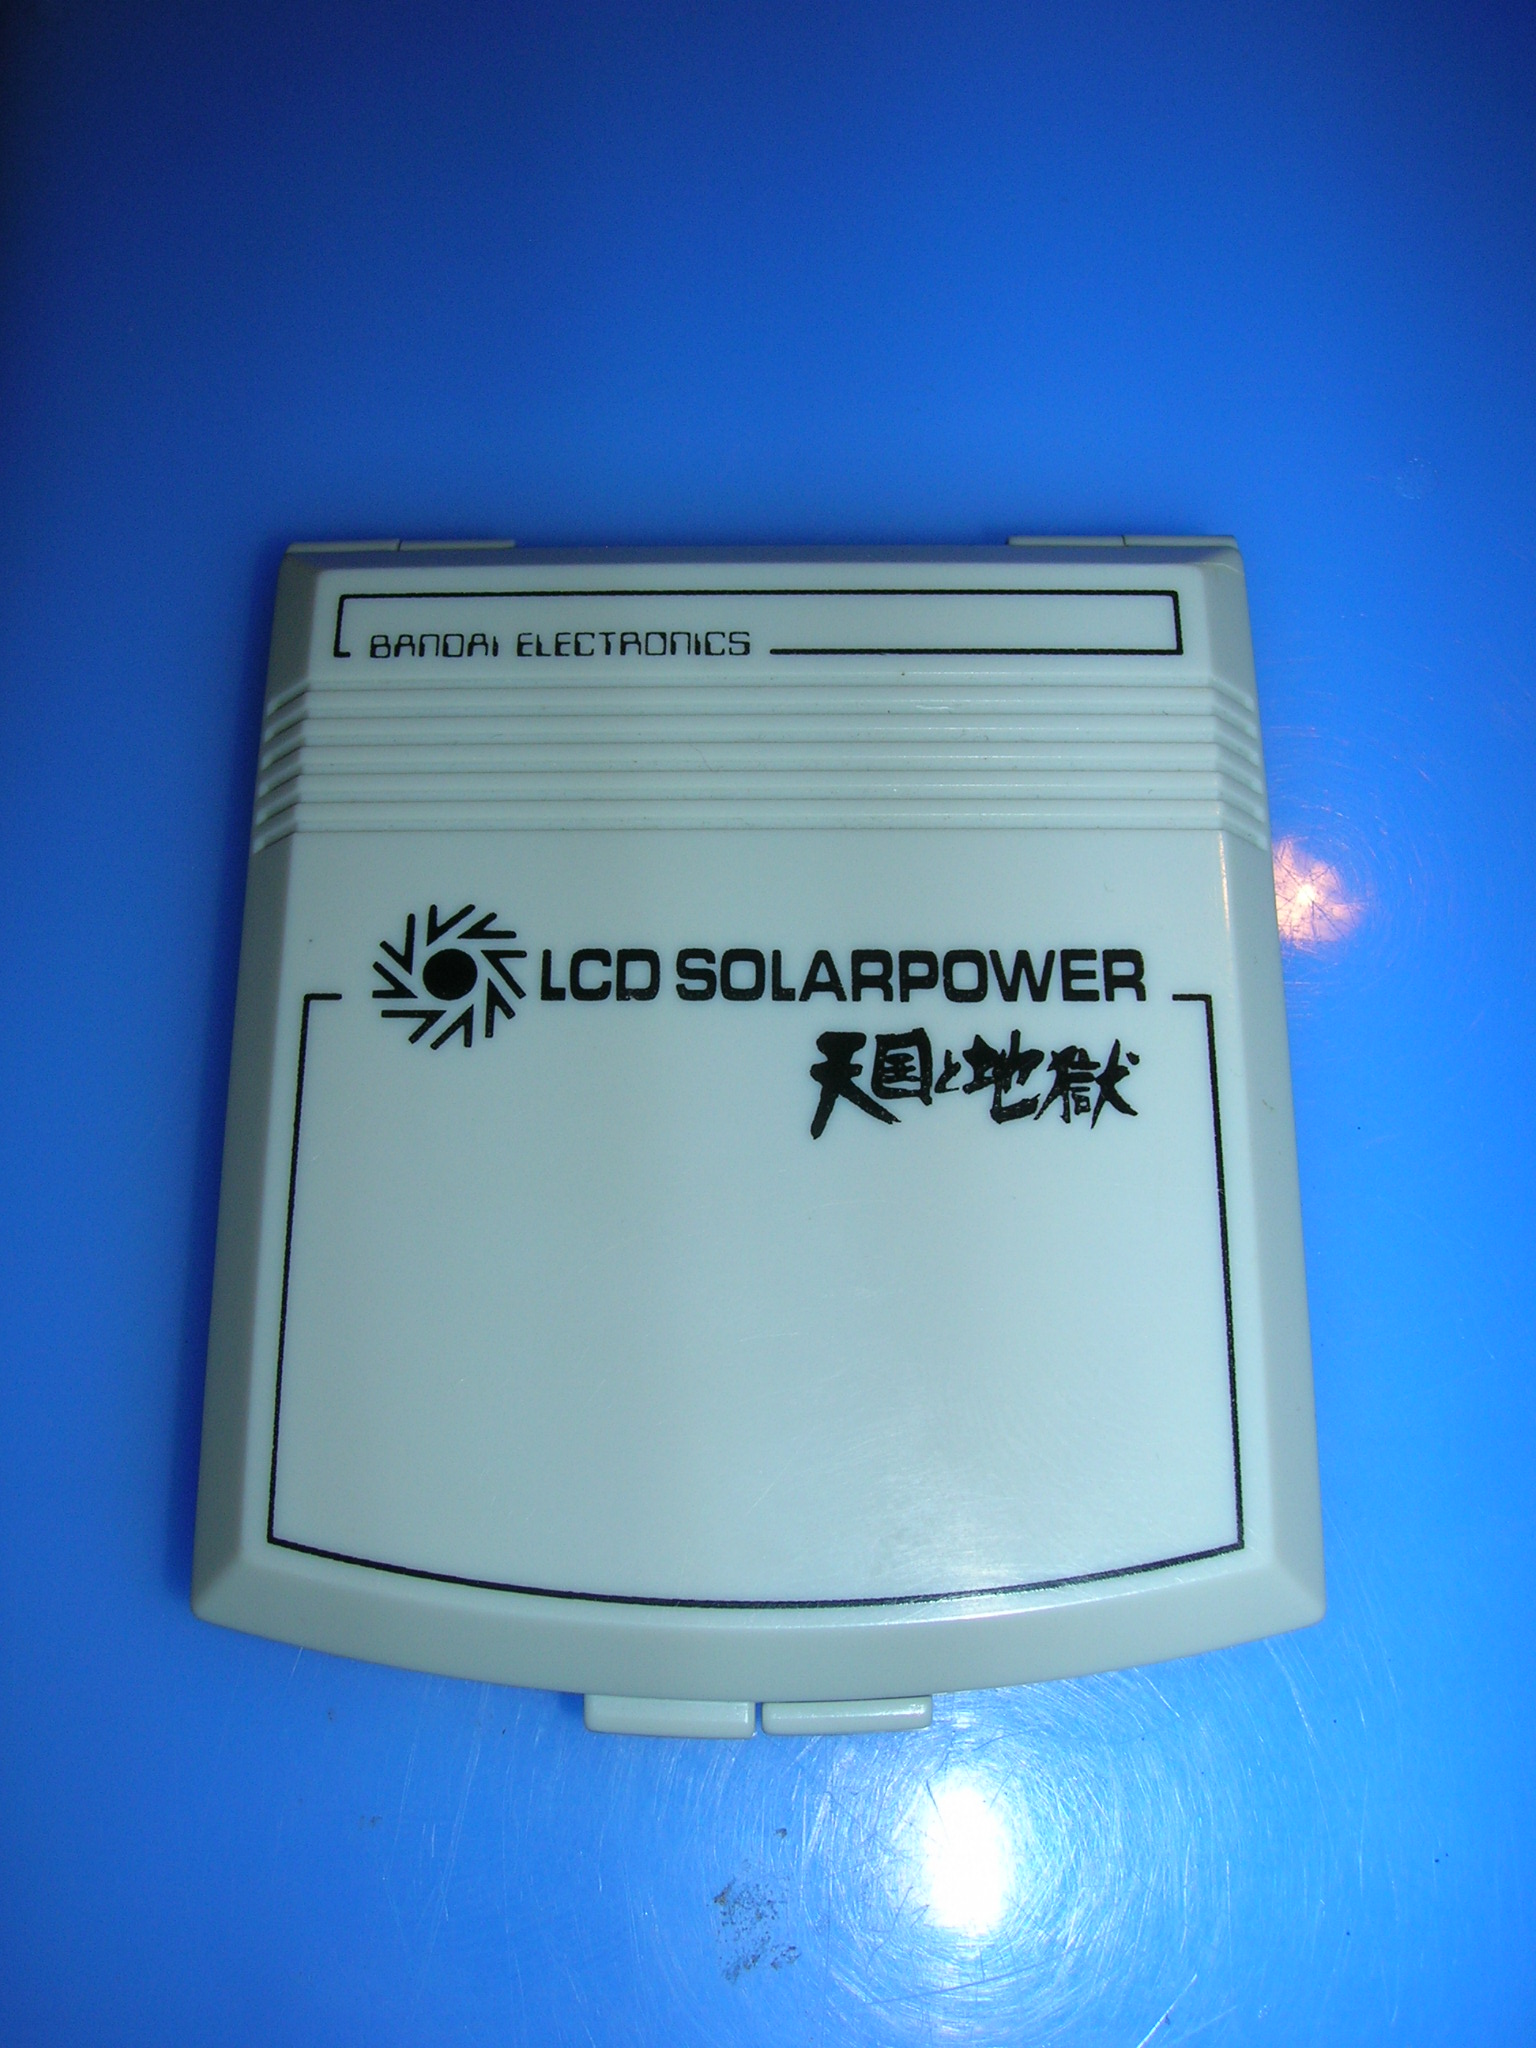 BANDAI ELECTRONICS
LCD SOLARPOWER
天国と地獄